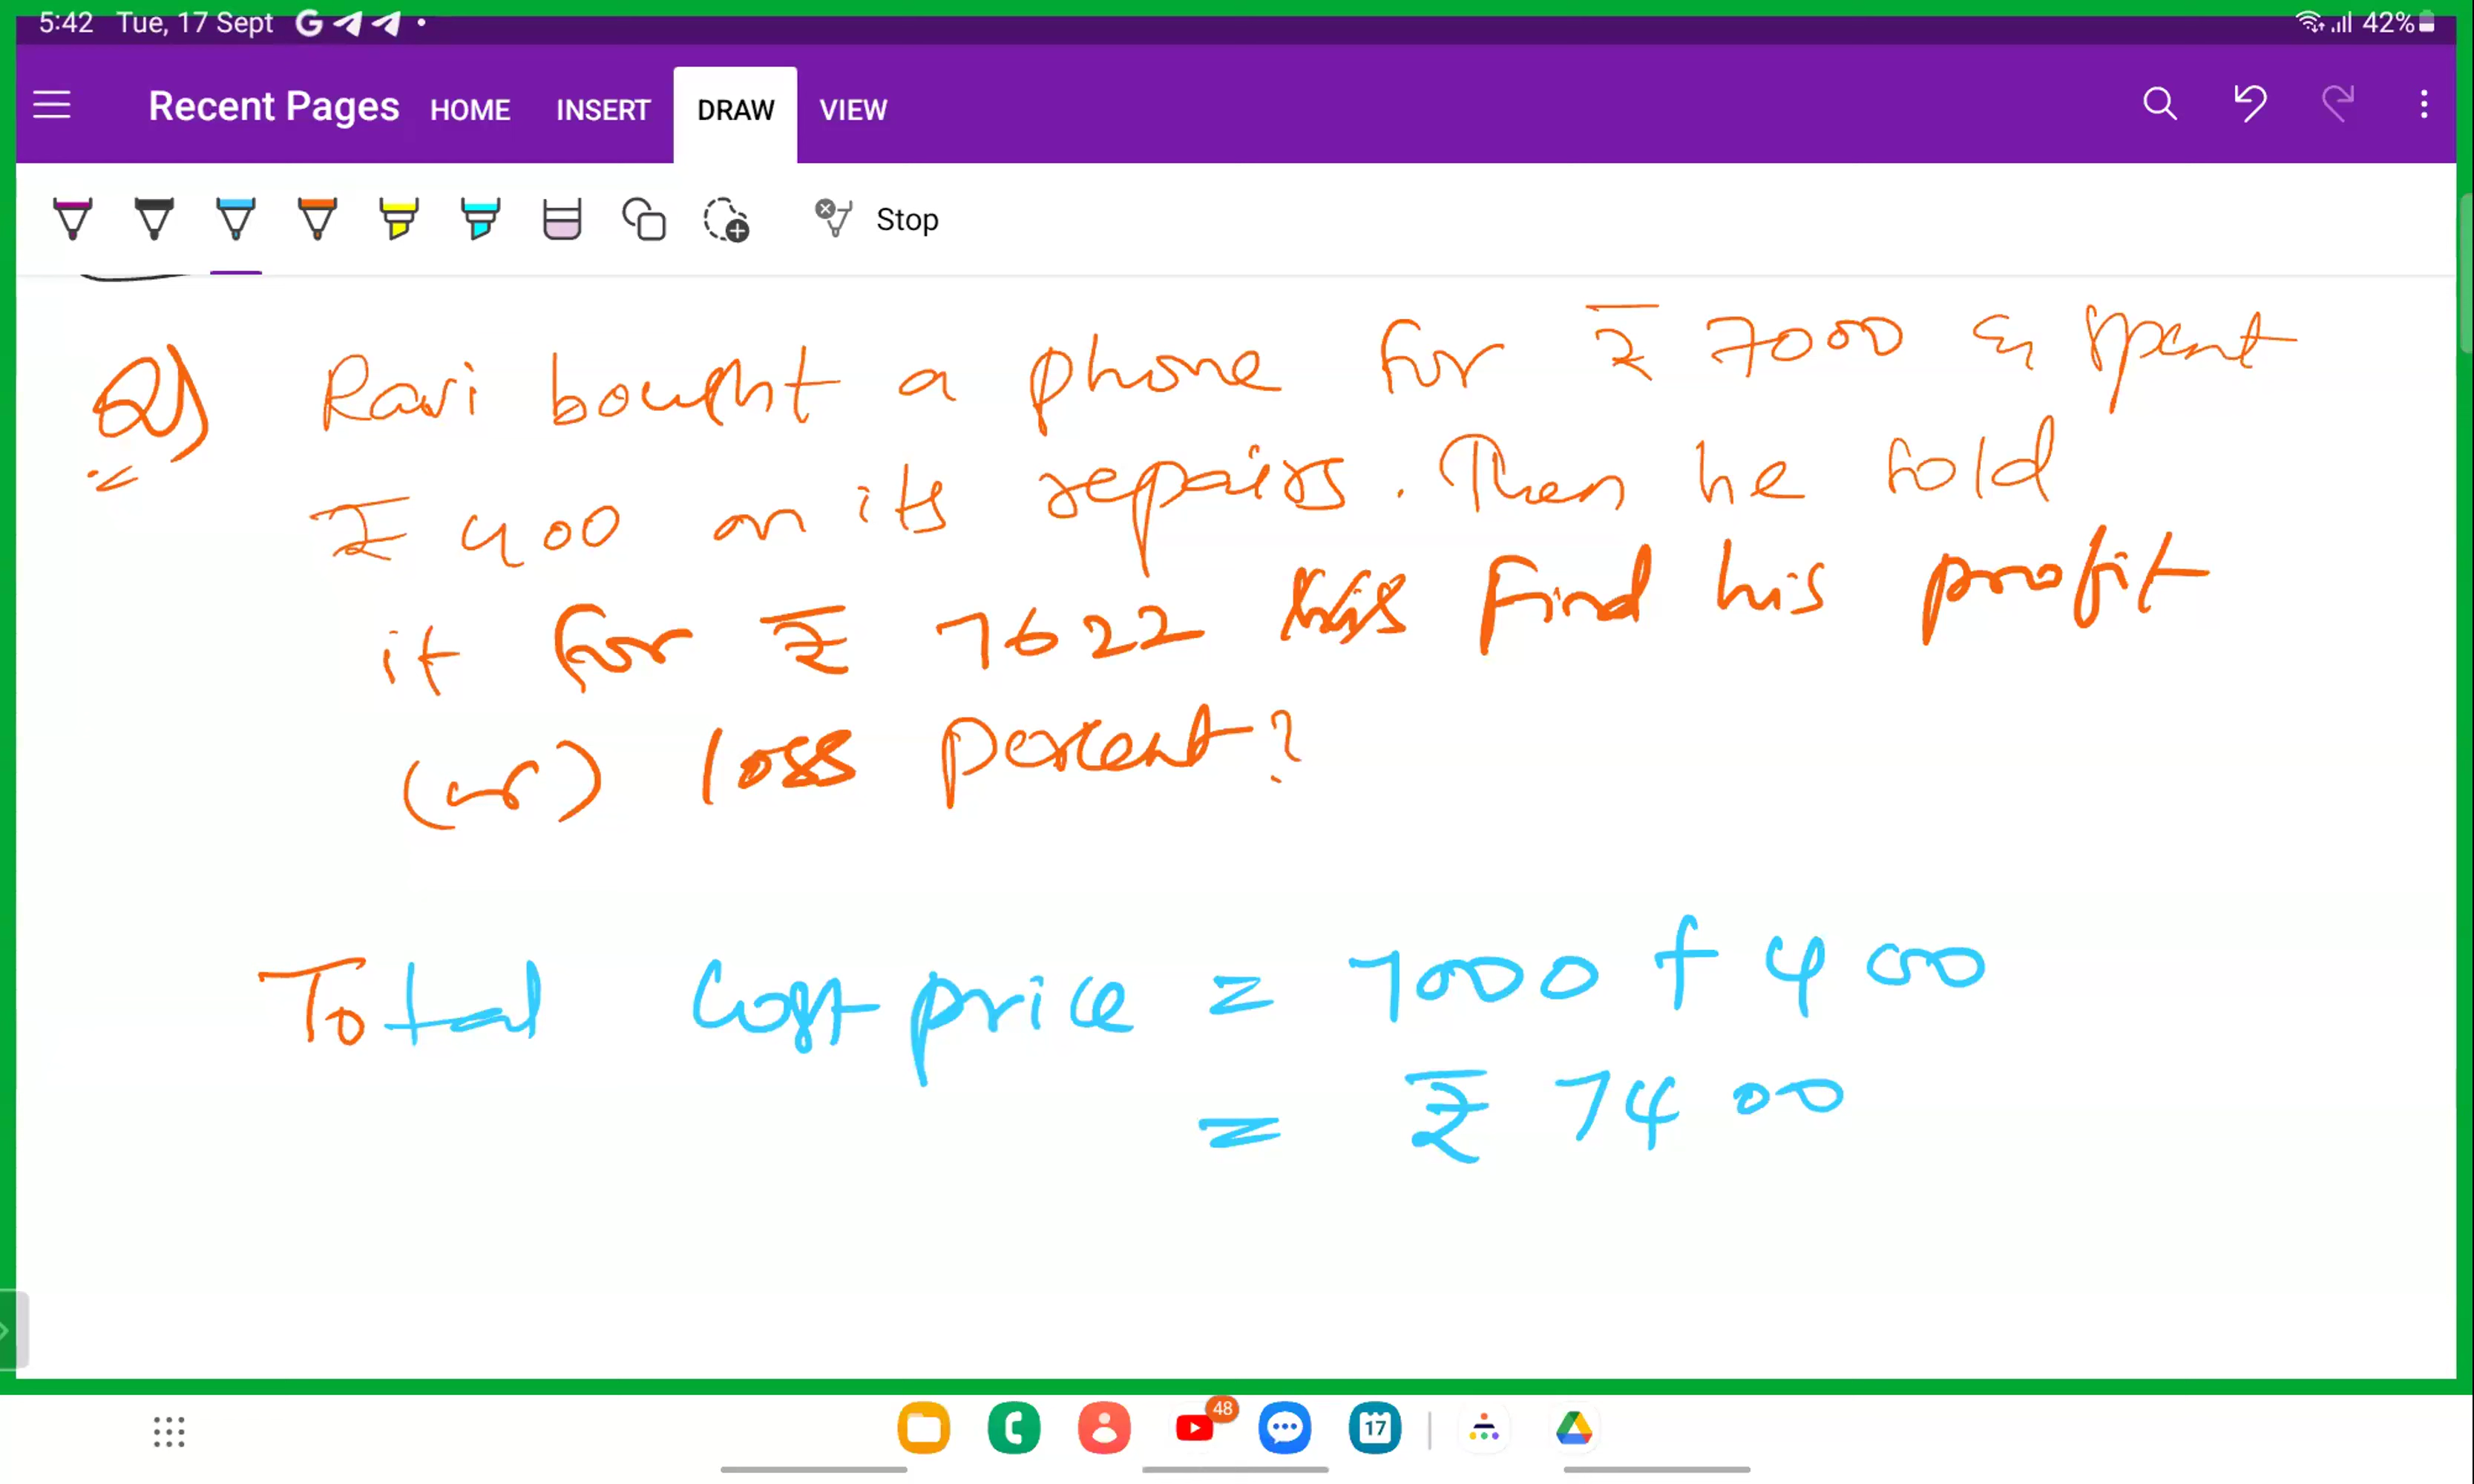 5:42 Tue, 17 Sept G 42%
Recent Pages HOME INSERT DRAW VIEW
Stop
Q) Ravi bought a phone for ₹ 7000 & spent
₹ 400 on its repairs. Then he sold
it for ₹ 7622 Find his profit
(or) loss percent?
Total Cost price = 7000 + 400
= ₹ 7400
48 17